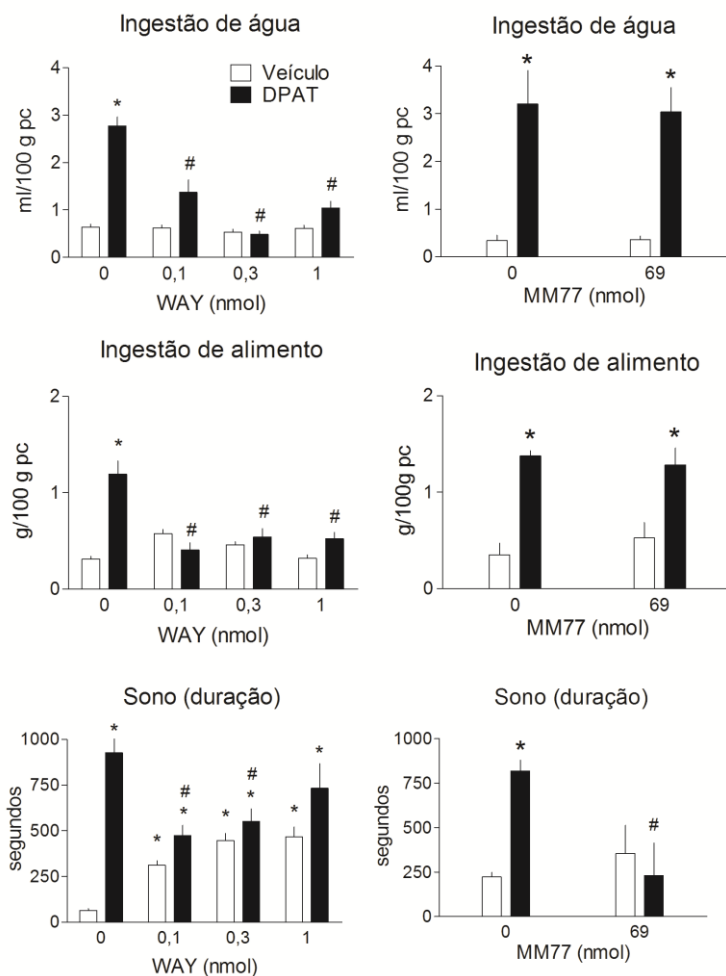 Ingestão de água
4
3
2
1
0
ml/100 g pc
Veículo
DPAT
*
#
#
#
0 0,1 0,3 1
WAY (nmol)
Ingestão de água
4
3
2
1
0
ml/100 g pc
*
*
0 69
MM77 (nmol)
Ingestão de alimento
2
1
0
g/100 g pc
*
#
#
#
0 0,1 0,3 1
WAY (nmol)
Ingestão de alimento
2
1
0
g/100g pc
*
*
0 69
MM77 (nmol)
Sono (duração)
1000
750
500
250
0
segundos
*
#
#
*
* * * * *
0 0,1 0,3 1
WAY (nmol)
Sono (duração)
1000
750
500
250
0
segundos
*
#
0 69
MM77 (nmol)